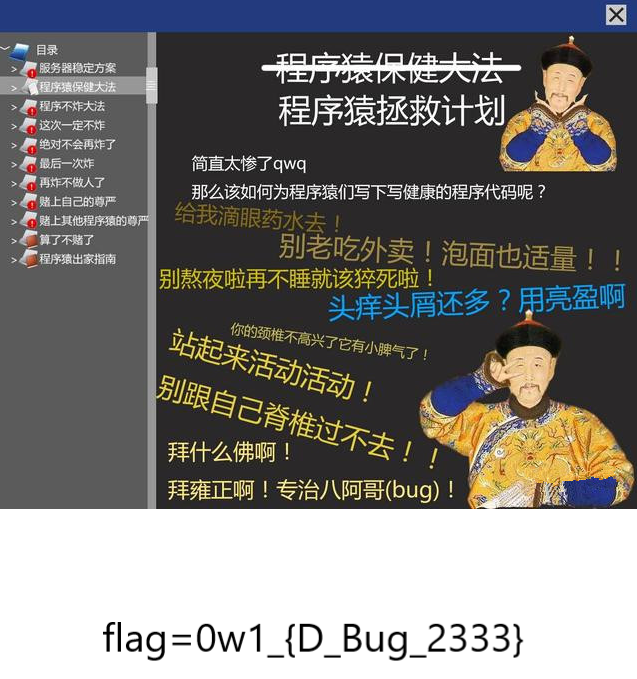 目录
服务器稳定方案
程序猿保健大法
程序不炸大法
这次一定不炸
绝对不会再炸了
最后一次炸
再炸不做人了
赌上自己的尊严
赌上其他程序猿的尊严
算了不赌了
程序猿出家指南
程序猿保健大法
程序猿拯救计划
简直太惨了qwq
那么该如何为程序猿们写下写健康的程序代码呢？
给我滴眼药水去！
别老吃外卖！泡面也适量！！
别熬夜啦再不睡就该猝死啦！
头痒头屑还多？用亮盈啊
你的颈椎不高兴了它有小脾气了！
站起来活动活动！
别跟自己脊椎过不去！！
拜什么佛啊！
拜雍正啊！专治八阿哥(bug)！
flag=0w1_{D_Bug_2333}